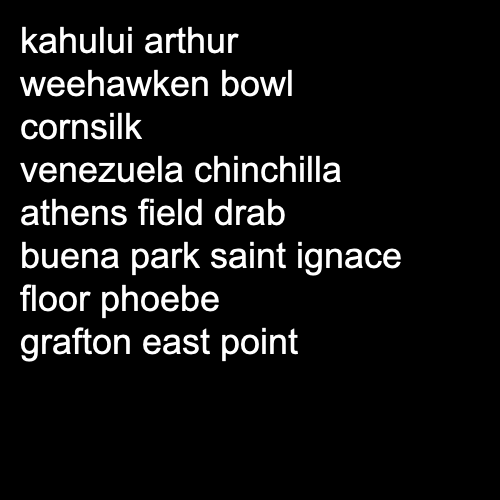 kahului arthur
weehawken bowl
cornsilk
venezuela chinchilla
athens field drab
buena park saint ignace
floor phoebe
grafton east point